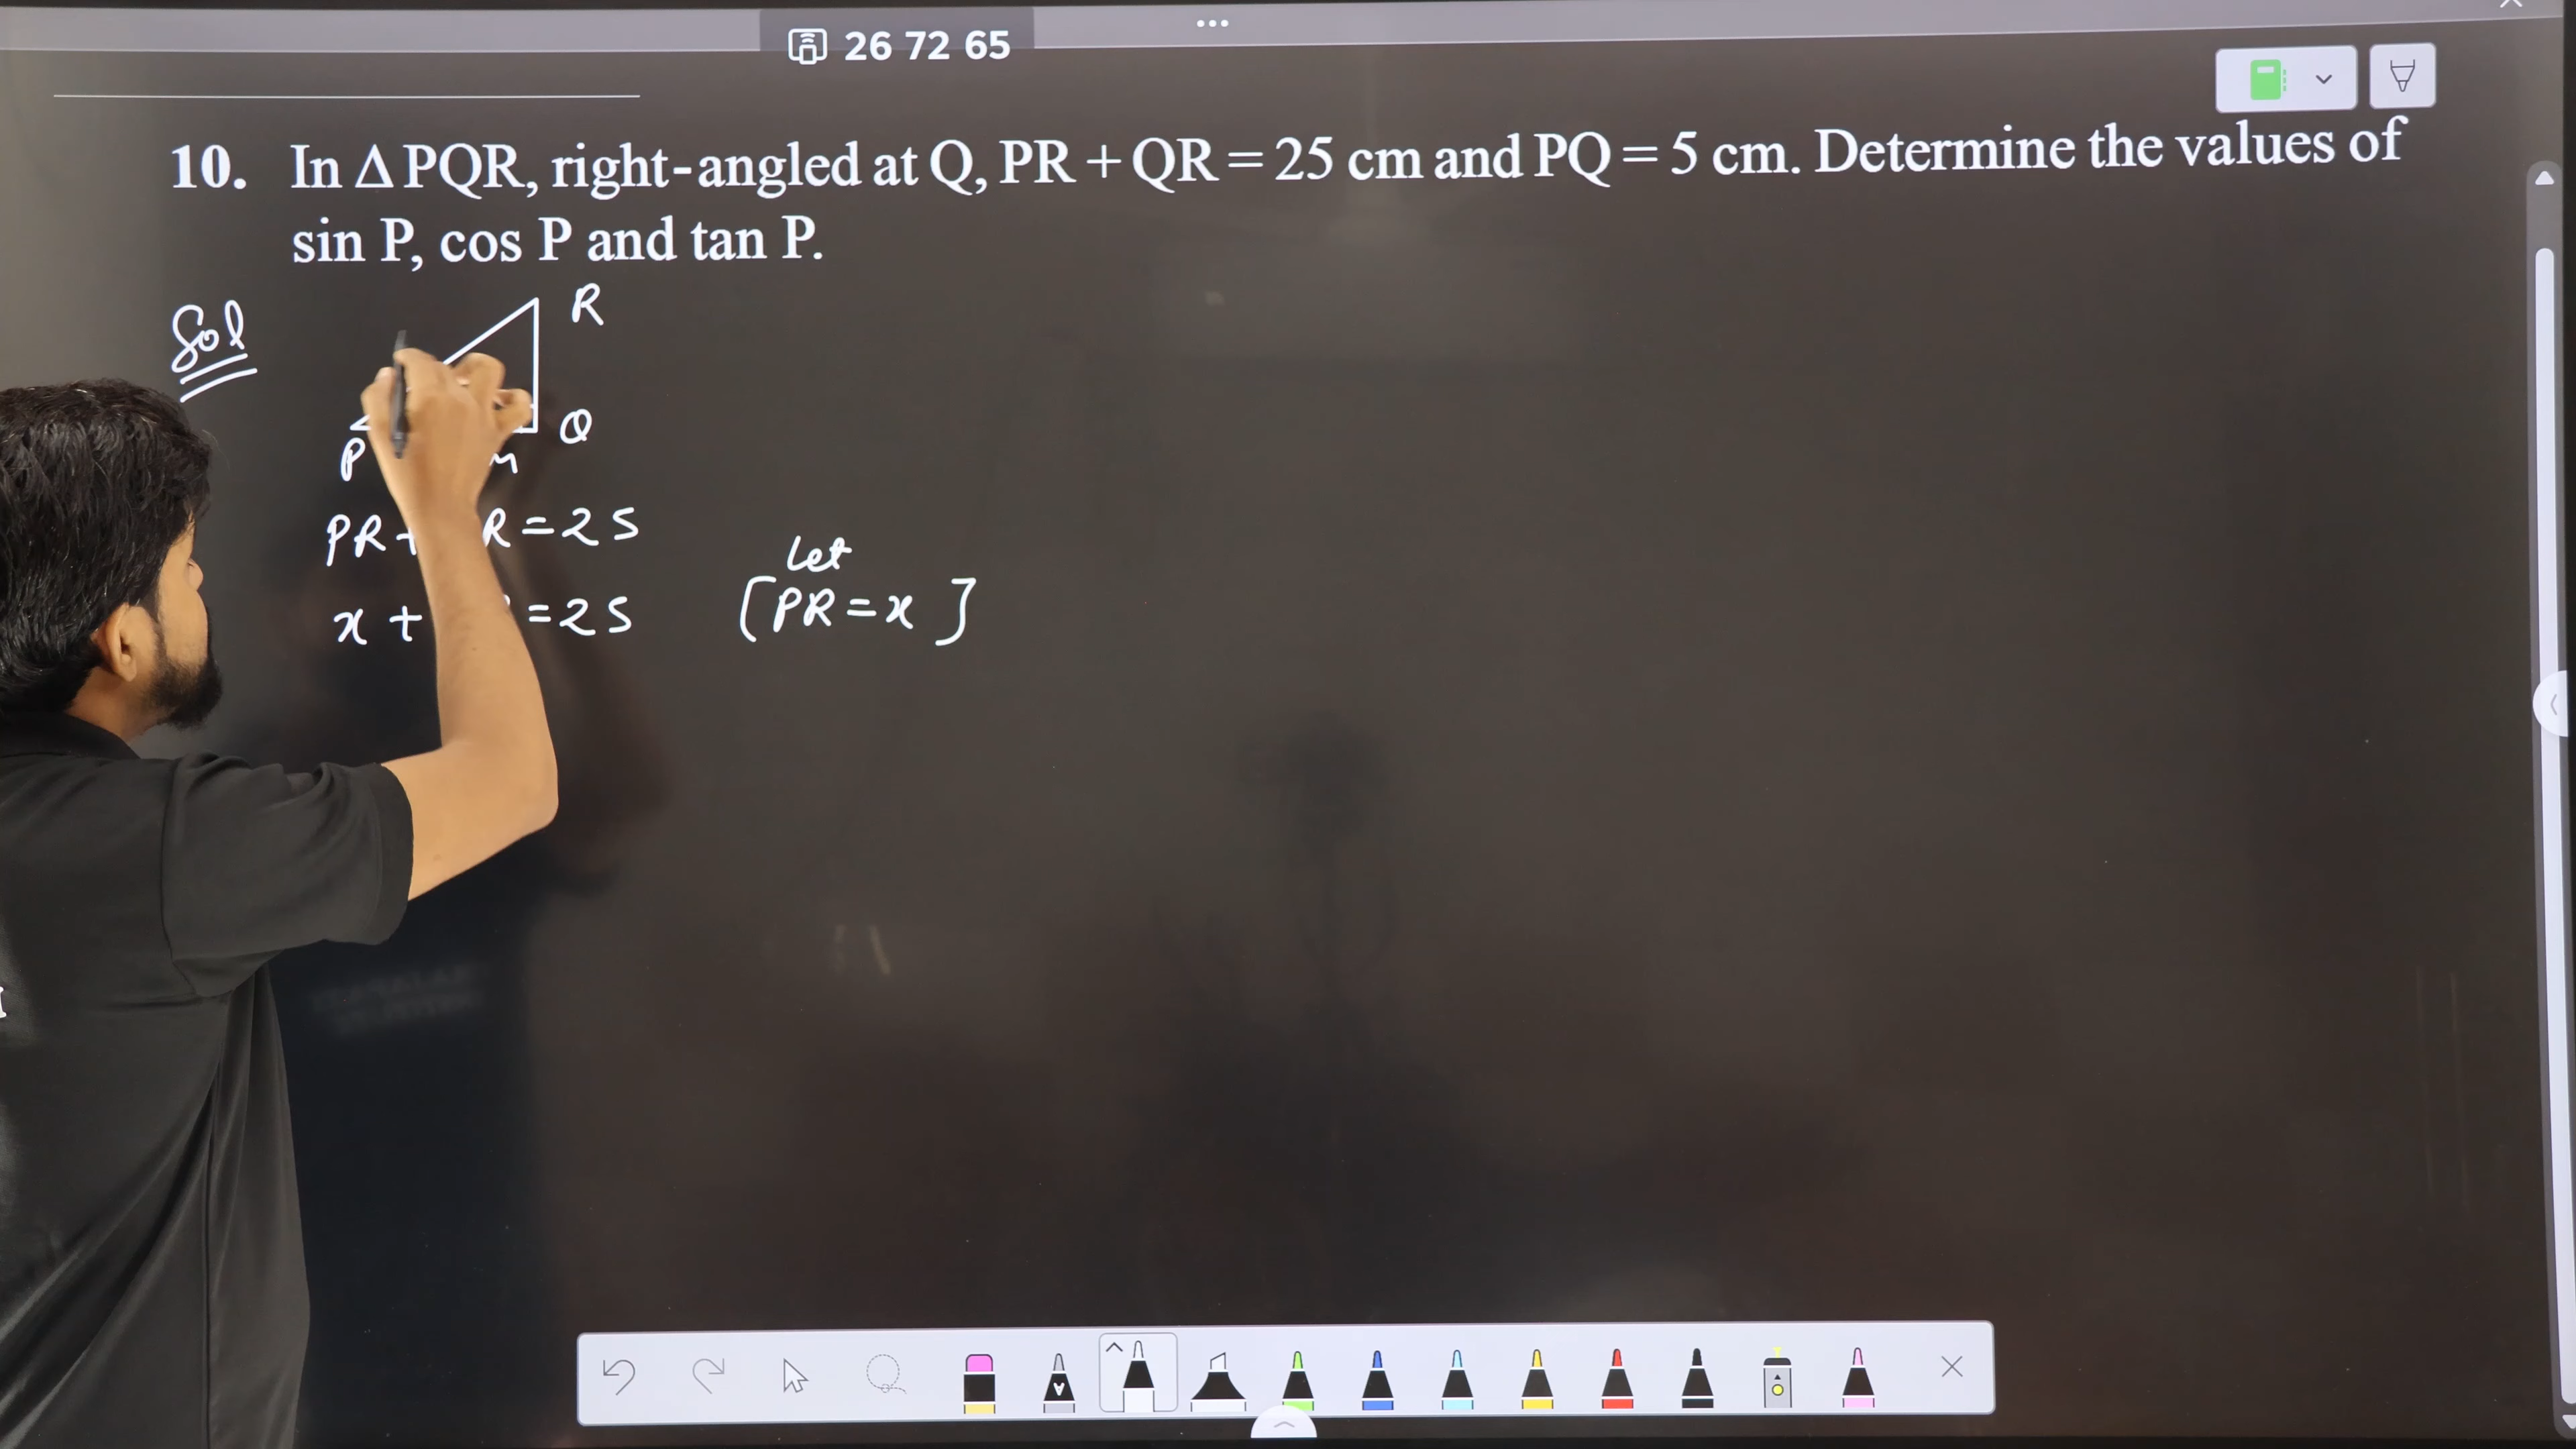 26 72 65
10. In Δ PQR, right-angled at Q, PR + QR = 25 cm and PQ = 5 cm. Determine the values of
sin P, cos P and tan P.
Sol
R
Q
P
PR+ R = 25
let
x + = 25 [PR = x]